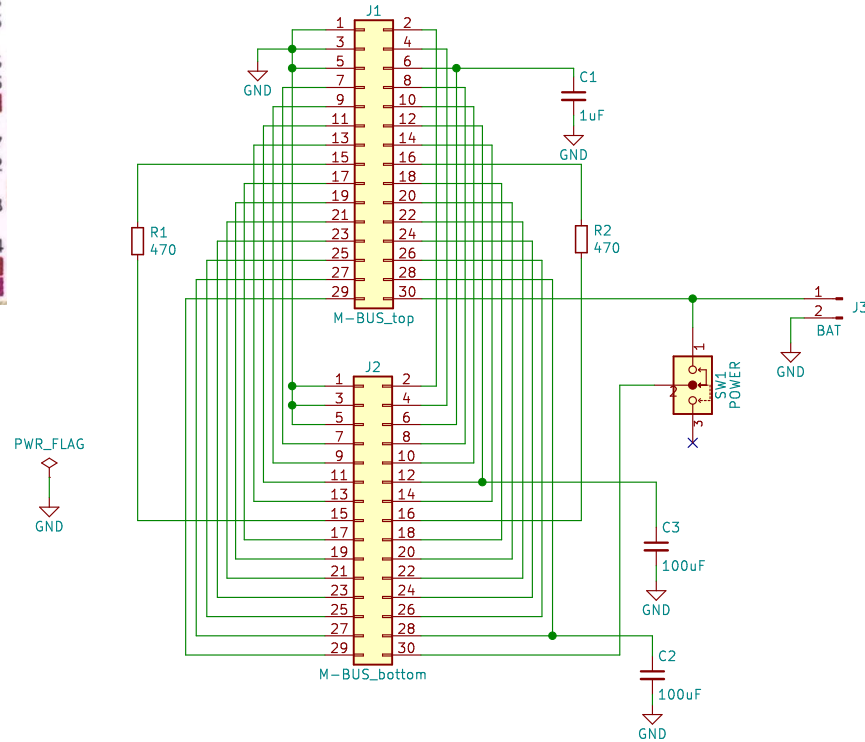 J1
1 2
3 4
5 6
7 8
9 10
11 12
13 14
15 16
17 18
19 20
21 22
23 24
25 26
27 28
29 30
M-BUS_top
GND
C1
1uF
GND
R1
470
R2
470
1
2
J3
BAT
GND
1
2
3
SW1
POWER
J2
1 2
3 4
5 6
7 8
9 10
11 12
13 14
15 16
17 18
19 20
21 22
23 24
25 26
27 28
29 30
M-BUS_bottom
PWR_FLAG
GND
C3
100uF
GND
C2
100uF
GND